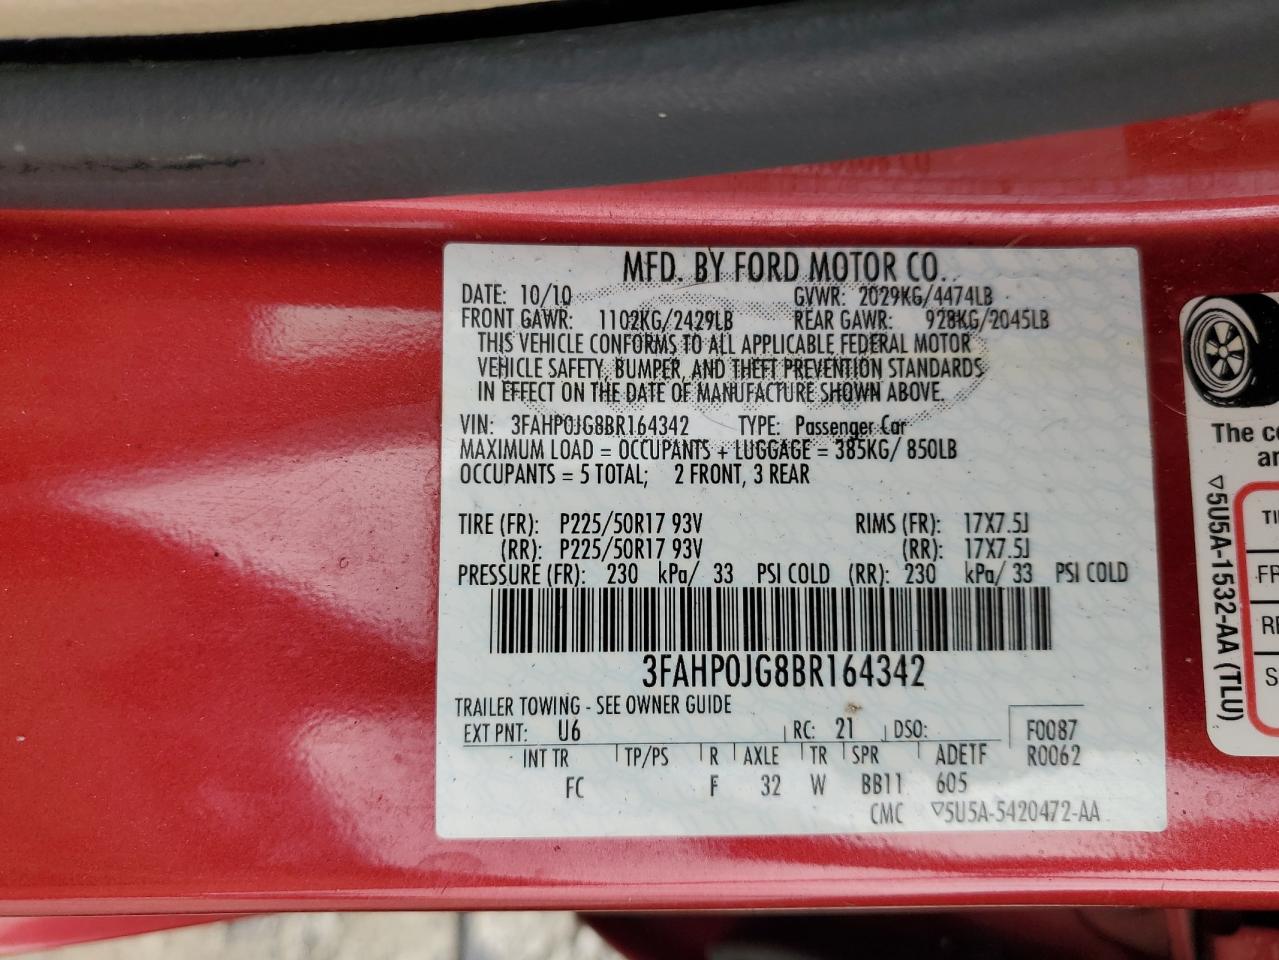 MFD. BY FORD MOTOR CO.
DATE: 10/10 GVWR: 2029KG/4474LB
FRONT GAWR: 1102KG/2429LB REAR GAWR: 928KG/2045LB
THIS VEHICLE CONFORMS TO ALL APPLICABLE FEDERAL MOTOR
VEHICLE SAFETY, BUMPER, AND THEFT PREVENTION STANDARDS
IN EFFECT ON THE DATE OF MANUFACTURE SHOWN ABOVE.
VIN: 3FAHP0JG8BR164342 TYPE: Passenger Car
MAXIMUM LOAD = OCCUPANTS + LUGGAGE = 385KG/ 850LB
OCCUPANTS = 5 TOTAL; 2 FRONT, 3 REAR
TIRE (FR): P225/50R17 93V RIMS (FR): 17X7.5J
(RR): P225/50R17 93V (RR): 17X7.5J
PRESSURE (FR): 230 kPa/ 33 PSI COLD (RR): 230 kPa/ 33 PSI COLD
3FAHP0JG8BR164342
TRAILER TOWING - SEE OWNER GUIDE
EXT PNT: U6 RC: 21 DSO: F0087
INT TR TP/PS R AXLE TR SPR ADETF R0062
FC F 32 W BB11 605
CMC ▽5U5A-5420472-AA
The co
an
▽5U5A-1532-AA (TLU)
TI
FR
RE
S